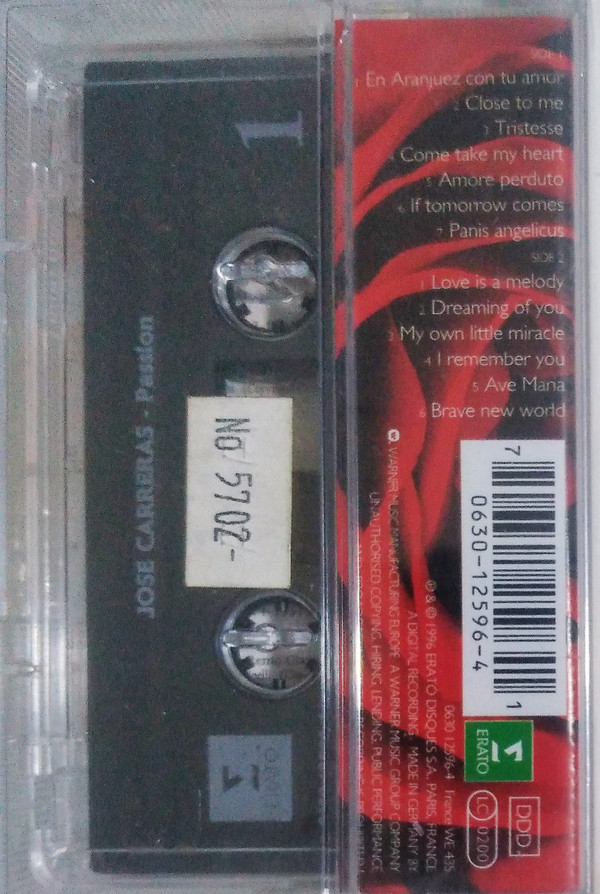 1
JOSE CARRERAS - Passion
No 5702-
ERATO
SIDE 1
1 En Aranjuez con tu amor
2 Close to me
3 Tristesse
4 Come take my heart
5 Amore perduto
6 If tomorrow comes
7 Panis angelicus
SIDE 2
1 Love is a melody
2 Dreaming of you
3 My own little miracle
4 I remember you
5 Ave Maria
6 Brave new world
7 0630-12596-4 1
ERATO
DDD
LC 0200
0630 12596-4 France WE 435
℗ & © 1996 ERATO DISQUES S.A., PARIS, FRANCE
A DIGITAL RECORDING MADE IN GERMANY BY
WARNER MUSIC MANUFACTURING EUROPE A WARNER MUSIC GROUP COMPANY
UNAUTHORISED COPYING, HIRING, LENDING, PUBLIC PERFORMANCE